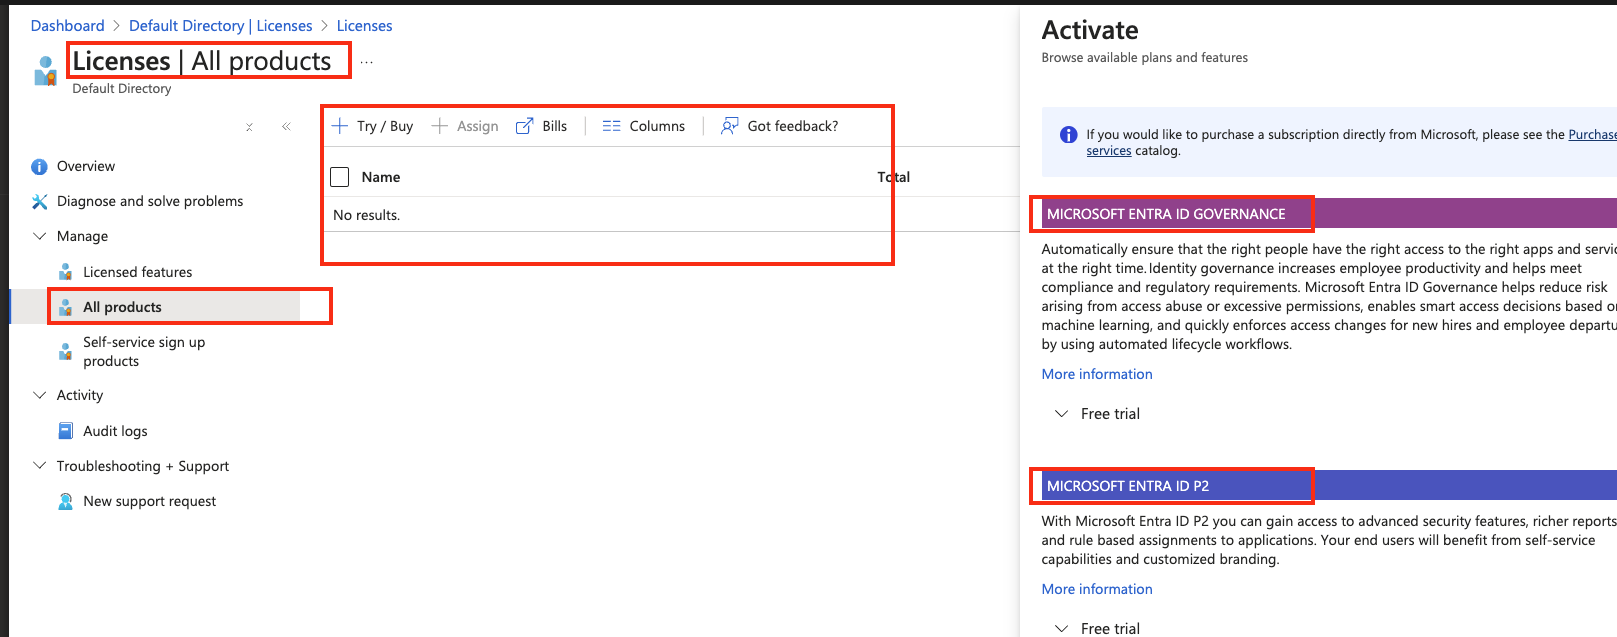 Dashboard > Default Directory | Licenses > Licenses
Licenses | All products ...
Default Directory
Overview
Diagnose and solve problems
Manage
Licensed features
All products
Self-service sign up
products
Activity
Audit logs
Troubleshooting + Support
New support request
Try / Buy
Assign
Bills
Columns
Got feedback?
Name Total
No results.
Activate
Browse available plans and features
If you would like to purchase a subscription directly from Microsoft, please see the Purchase
services catalog.
MICROSOFT ENTRA ID GOVERNANCE
Automatically ensure that the right people have the right access to the right apps and servic
at the right time. Identity governance increases employee productivity and helps meet
compliance and regulatory requirements. Microsoft Entra ID Governance helps reduce risk
arising from access abuse or excessive permissions, enables smart access decisions based o
machine learning, and quickly enforces access changes for new hires and employee departu
by using automated lifecycle workflows.
More information
Free trial
MICROSOFT ENTRA ID P2
With Microsoft Entra ID P2 you can gain access to advanced security features, richer reports
and rule based assignments to applications. Your end users will benefit from self-service
capabilities and customized branding.
More information
Free trial